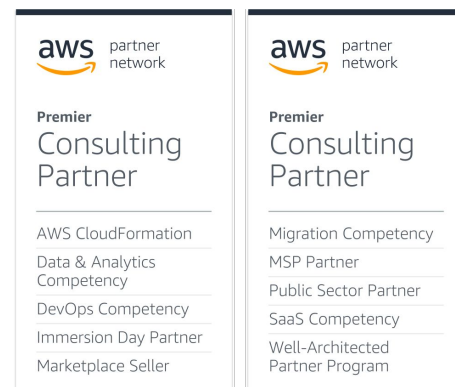 aws partner
network
Premier
Consulting
Partner
AWS CloudFormation
Data & Analytics
Competency
DevOps Competency
Immersion Day Partner
Marketplace Seller
aws partner
network
Premier
Consulting
Partner
Migration Competency
MSP Partner
Public Sector Partner
SaaS Competency
Well-Architected
Partner Program